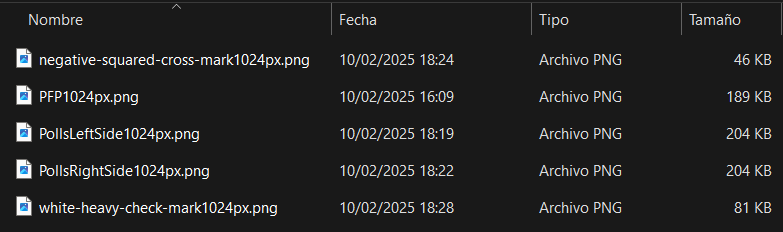 Nombre Fecha Tipo Tamaño
negative-squared-cross-mark1024px.png 10/02/2025 18:24 Archivo PNG 46 KB
PFP1024px.png 10/02/2025 16:09 Archivo PNG 189 KB
PollsLeftSide1024px.png 10/02/2025 18:19 Archivo PNG 204 KB
PollsRightSide1024px.png 10/02/2025 18:22 Archivo PNG 204 KB
white-heavy-check-mark1024px.png 10/02/2025 18:28 Archivo PNG 81 KB